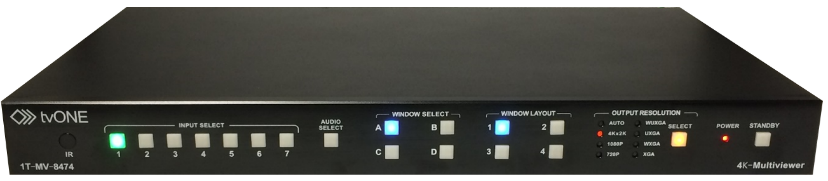 tvONE
IR
1T-MV-8474
INPUT SELECT
1 2 3 4 5 6 7
AUDIO
SELECT
WINDOW SELECT
A B
C D
WINDOW LAYOUT
1 2
3 4
OUTPUT RESOLUTION
AUTO WUXGA
4Kx2K UXGA
1080P WXGA
720P XGA
SELECT
POWER
STANDBY
4K-Multiviewer